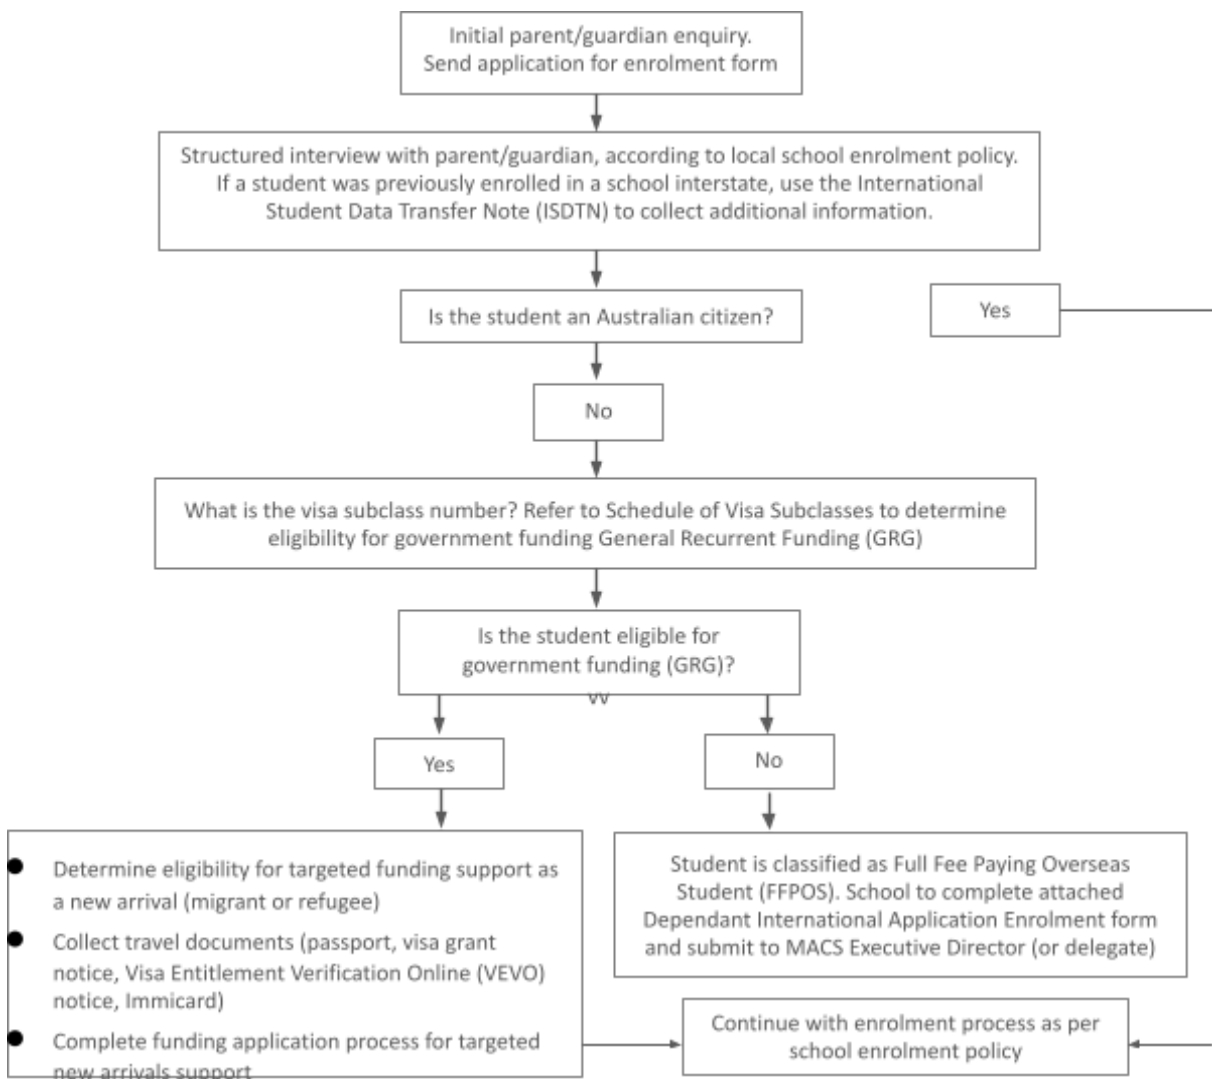 Initial parent/guardian enquiry.
Send application for enrolment form
Structured interview with parent/guardian, according to local school enrolment policy.
If a student was previously enrolled in a school interstate, use the International
Student Data Transfer Note (ISDTN) to collect additional information.
Is the student an Australian citizen?
Yes
No
What is the visa subclass number? Refer to Schedule of Visa Subclasses to determine
eligibility for government funding General Recurrent Funding (GRG)
Is the student eligible for
government funding (GRG)?
Yes
No
● Determine eligibility for targeted funding support as
a new arrival (migrant or refugee)
● Collect travel documents (passport, visa grant
notice, Visa Entitlement Verification Online (VEVO)
notice, Immicard)
● Complete funding application process for targeted
new arrivals support
Student is classified as Full Fee Paying Overseas
Student (FFPOS). School to complete attached
Dependant International Application Enrolment form
and submit to MACS Executive Director (or delegate)
Continue with enrolment process as per
school enrolment policy